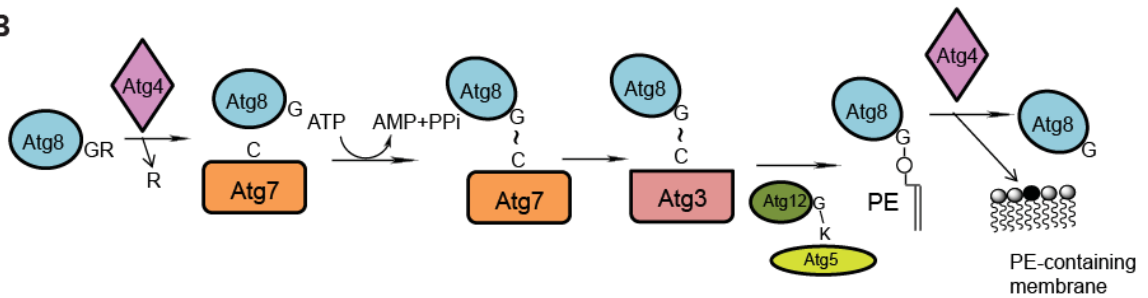 B
Atg8
GR
Atg4
R
Atg8
G
C
Atg7
ATP
AMP+PPi
Atg8
G
~
C
Atg7
Atg8
G
~
C
Atg3
Atg12
G
K
Atg5
Atg8
G
O
PE
Atg4
Atg8
G
PE-containing
membrane